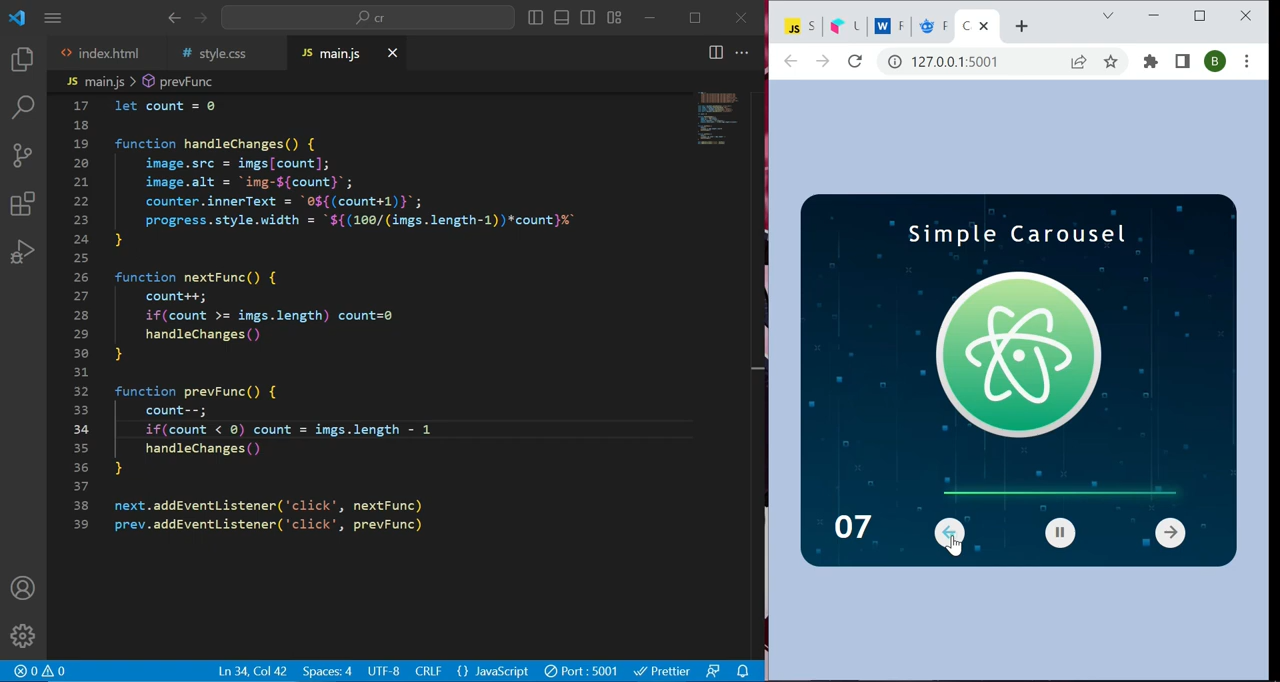 cr
index.html
# style.css
JS main.js
JS main.js > prevFunc
17 let count = 0
18
19 function handleChanges() {
20 image.src = imgs[count];
21 image.alt = `img-${count}`;
22 counter.innerText = `0${(count+1)}`;
23 progress.style.width = `${(100/(imgs.length-1))*count}%`
24 }
25
26 function nextFunc() {
27 count++;
28 if(count >= imgs.length) count=0
29 handleChanges()
30 }
31
32 function prevFunc() {
33 count--;
34 if(count < 0) count = imgs.length - 1
35 handleChanges()
36 }
37
38 next.addEventListener('click', nextFunc)
39 prev.addEventListener('click', prevFunc)
0 0
Ln 34, Col 42 Spaces: 4 UTF-8 CRLF {} JavaScript Port : 5001 Prettier
JS S
L
W F
F
C
127.0.0.1:5001
B
Simple Carousel
07